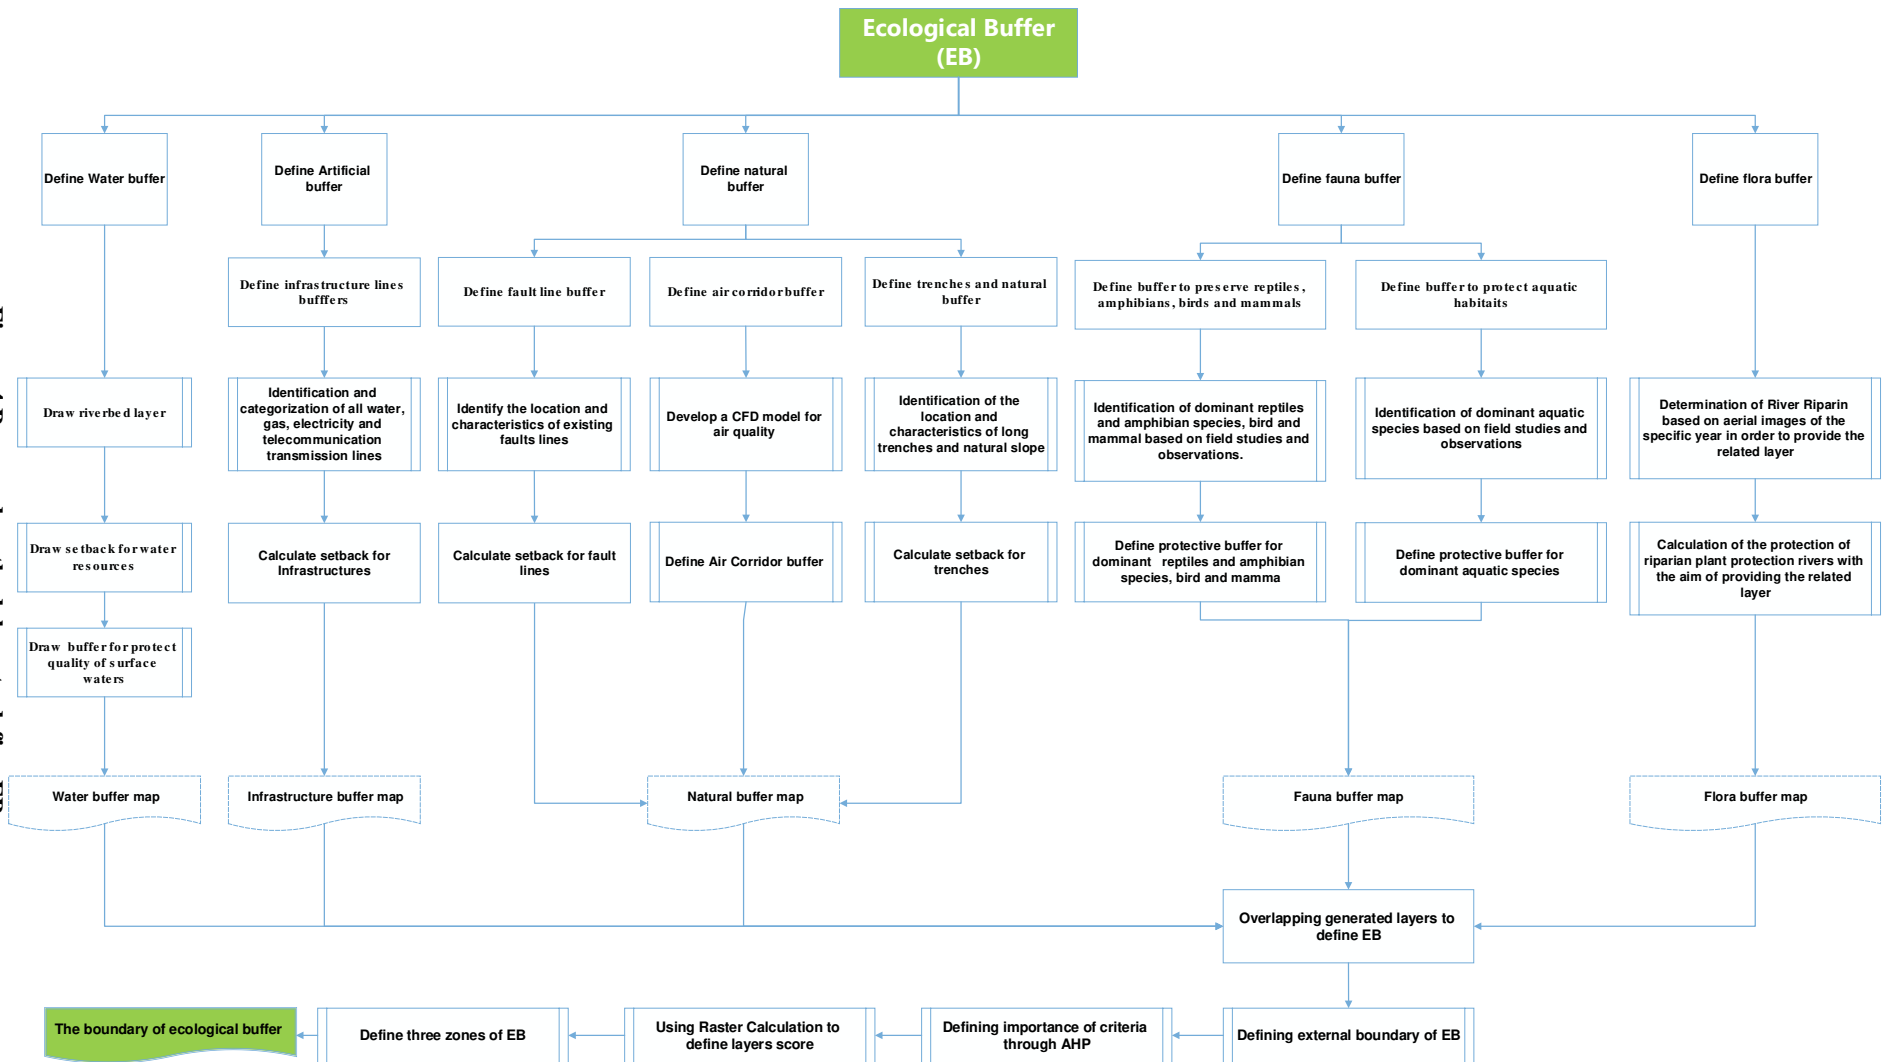 Ecological Buffer
(EB)
Define Water buffer
Define Artificial
buffer
Define natural
buffer
Define fauna buffer
Define flora buffer
Define infrastructure lines
bufffers
Define fault line buffer
Define air corridor buffer
Define trenches and natural
buffer
Define buffer to preserve reptiles,
amphibians, birds and mammals
Define buffer to protect aquatic
habitaits
Draw riverbed layer
Identification and
categorization of all water,
gas, electricity and
telecommunication
transmission lines
Identify the location and
characteristics of existing
faults lines
Develop a CFD model for
air quality
Identification of the
location and
characteristics of long
trenches and natural slope
Identification of dominant reptiles
and amphibian species, bird and
mammal based on field studies and
observations.
Identification of dominant aquatic
species based on field studies and
observations
Determination of River Riparin
based on aerial images of the
specific year in order to provide the
related layer
Draw setback for water
resources
Calculate setback for
Infrastructures
Calculate setback for fault
lines
Define Air Corridor buffer
Calculate setback for
trenches
Define protective buffer for
dominant reptiles and amphibian
species, bird and mamma
Define protective buffer for
dominant aquatic species
Calculation of the protection of
riparian plant protection rivers with
the aim of providing the related
layer
Draw buffer for protect
quality of surface
waters
Water buffer map
Infrastructure buffer map
Natural buffer map
Fauna buffer map
Flora buffer map
Overlapping generated layers to
define EB
The boundary of ecological buffer
Define three zones of EB
Using Raster Calculation to
define layers score
Defining importance of criteria
through AHP
Defining external boundary of EB